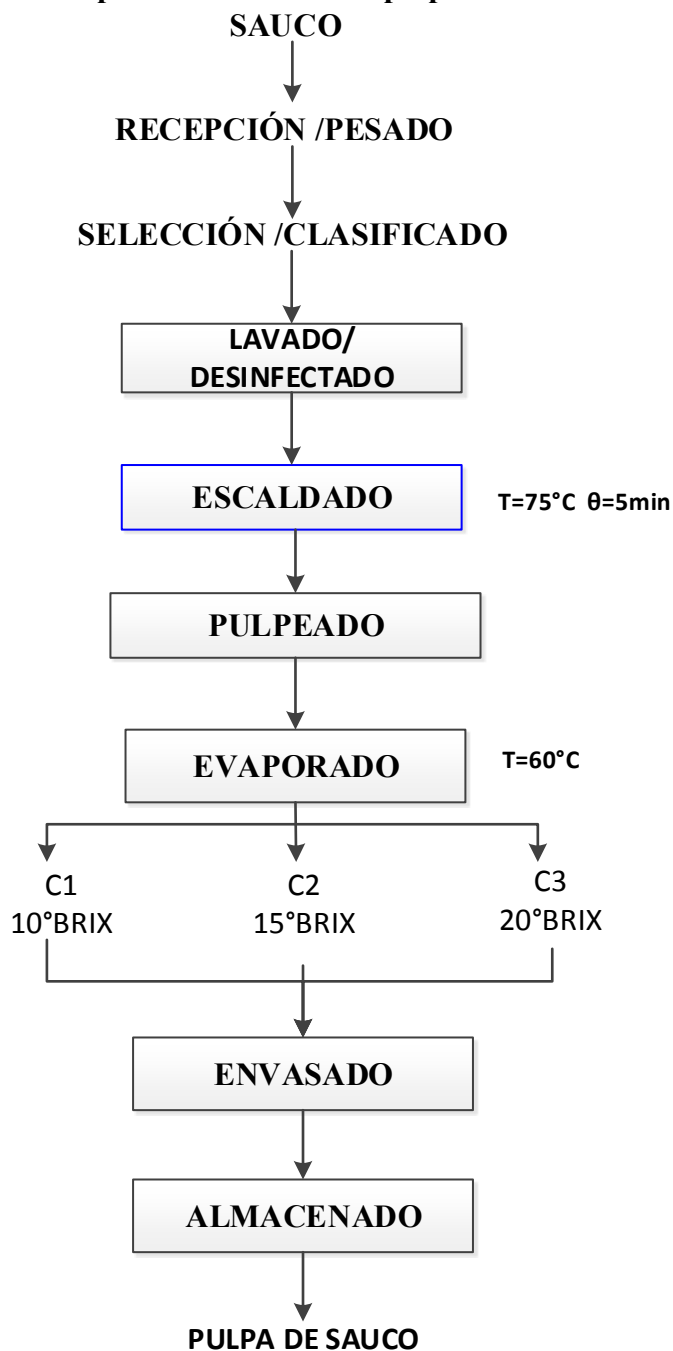 SAUCO
RECEPCIÓN /PESADO
SELECCIÓN /CLASIFICADO
LAVADO/
DESINFECTADO
ESCALDADO
T=75°C θ=5min
PULPEADO
EVAPORADO
T=60°C
C1
10°BRIX
C2
15°BRIX
C3
20°BRIX
ENVASADO
ALMACENADO
PULPA DE SAUCO